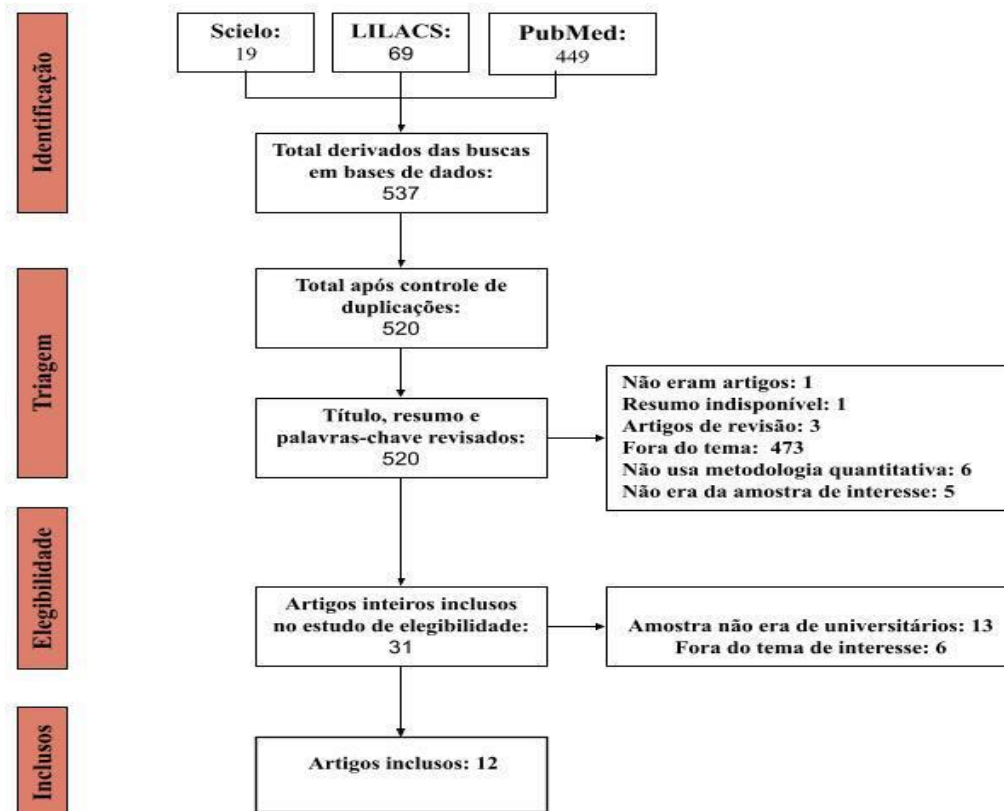 Identificação
Scielo:
19
LILACS:
69
PubMed:
449
Total derivados das buscas
em bases de dados:
537
Triagem
Total após controle de
duplicações:
520
Título, resumo e
palavras-chave revisados:
520
Não eram artigos: 1
Resumo indisponível: 1
Artigos de revisão: 3
Fora do tema: 473
Não usa metodologia quantitativa: 6
Não era da amostra de interesse: 5
Elegibilidade
Artigos inteiros inclusos
no estudo de elegibilidade:
31
Amostra não era de universitários: 13
Fora do tema de interesse: 6
Inclusos
Artigos inclusos: 12